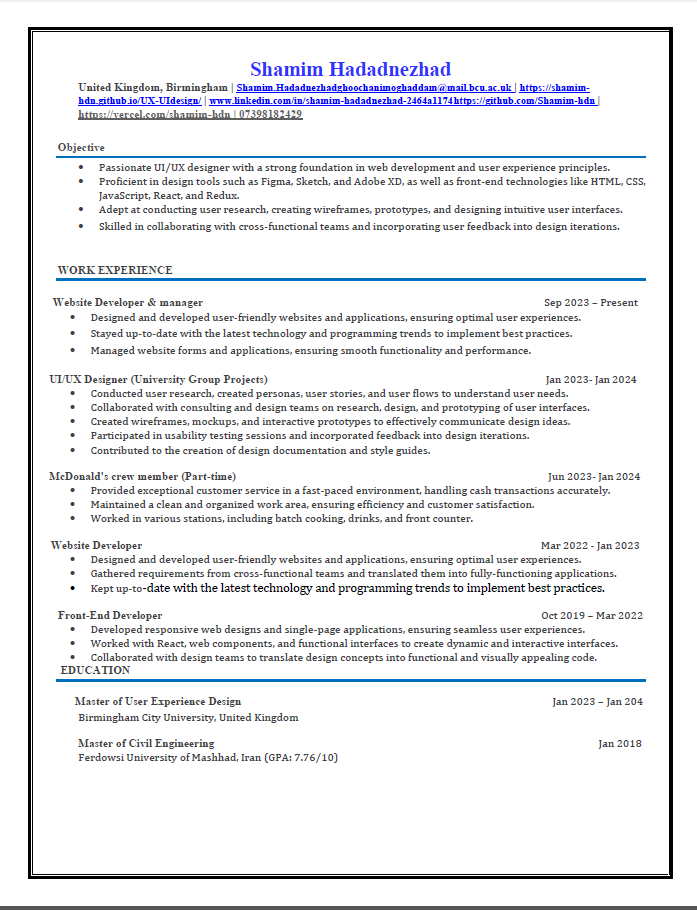 Shamim Hadadnezhad
United Kingdom, Birmingham | Shamim.Hadadnezhadghoochanimoghaddam@mail.bcu.ac.uk | https://shamim-
hdn.github.io/UX-UIdesign/ | www.linkedin.com/in/shamim-hadadnezhad-2464a1174https://github.com/Shamim-hdn |
https://vercel.com/shamim-hdn | 07398182429
Objective
• Passionate UI/UX designer with a strong foundation in web development and user experience principles.
• Proficient in design tools such as Figma, Sketch, and Adobe XD, as well as front-end technologies like HTML, CSS,
JavaScript, React, and Redux.
• Adept at conducting user research, creating wireframes, prototypes, and designing intuitive user interfaces.
• Skilled in collaborating with cross-functional teams and incorporating user feedback into design iterations.
WORK EXPERIENCE
Website Developer & manager Sep 2023 – Present
• Designed and developed user-friendly websites and applications, ensuring optimal user experiences.
• Stayed up-to-date with the latest technology and programming trends to implement best practices.
• Managed website forms and applications, ensuring smooth functionality and performance.
UI/UX Designer (University Group Projects) Jan 2023- Jan 2024
• Conducted user research, created personas, user stories, and user flows to understand user needs.
• Collaborated with consulting and design teams on research, design, and prototyping of user interfaces.
• Created wireframes, mockups, and interactive prototypes to effectively communicate design ideas.
• Participated in usability testing sessions and incorporated feedback into design iterations.
• Contributed to the creation of design documentation and style guides.
McDonald's crew member (Part-time) Jun 2023- Jan 2024
• Provided exceptional customer service in a fast-paced environment, handling cash transactions accurately.
• Maintained a clean and organized work area, ensuring efficiency and customer satisfaction.
• Worked in various stations, including batch cooking, drinks, and front counter.
Website Developer Mar 2022 - Jan 2023
• Designed and developed user-friendly websites and applications, ensuring optimal user experiences.
• Gathered requirements from cross-functional teams and translated them into fully-functioning applications.
• Kept up-to-date with the latest technology and programming trends to implement best practices.
Front-End Developer Oct 2019 – Mar 2022
• Developed responsive web designs and single-page applications, ensuring seamless user experiences.
• Worked with React, web components, and functional interfaces to create dynamic and interactive interfaces.
• Collaborated with design teams to translate design concepts into functional and visually appealing code.
EDUCATION
Master of User Experience Design Jan 2023 – Jan 204
Birmingham City University, United Kingdom
Master of Civil Engineering Jan 2018
Ferdowsi University of Mashhad, Iran (GPA: 7.76/10)